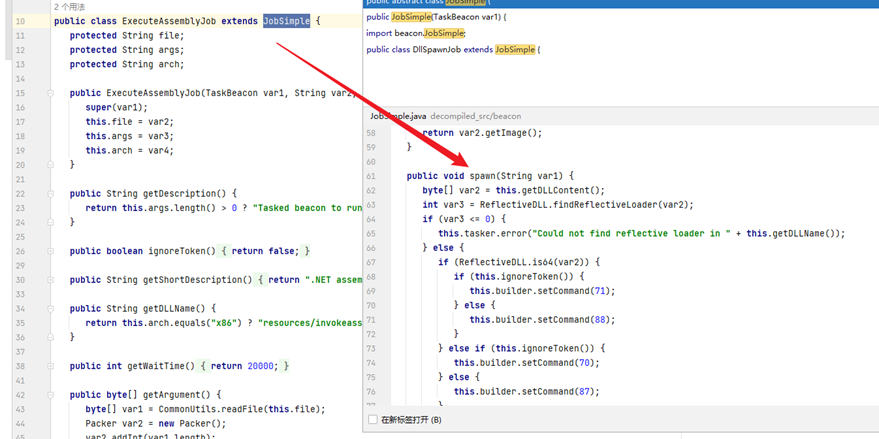 2 个用法
10 public class ExecuteAssemblyJob extends JobSimple {
11 protected String file;
12 protected String args;
13 protected String arch;
14
15 public ExecuteAssemblyJob(TaskBeacon var1, String var2,
16 super(var1);
17 this.file = var2;
18 this.args = var3;
19 this.arch = var4;
20 }
21
22 public String getDescription() {
23 return this.args.length() > 0 ? "Tasked beacon to run
24 }
25
26 public boolean ignoreToken() { return false; }
29
30 public String getShortDescription() { return ".NET assem
33
34 public String getDLLName() {
35 return this.arch.equals("x86") ? "resources/invokeass
36 }
37
38 public int getWaitTime() { return 20000; }
41
42 public byte[] getArgument() {
43 byte[] var1 = CommonUtils.readFile(this.file);
44 Packer var2 = new Packer();
45 var2.addInt(var1.length);
public abstract class JobSimple {
public JobSimple(TaskBeacon var1) {
import beacon.JobSimple;
public class DllSpawnJob extends JobSimple {
JobSimple.java decompiled_src/beacon
58 return var2.getImage();
59 }
60
61 public void spawn(String var1) {
62 byte[] var2 = this.getDLLContent();
63 int var3 = ReflectiveDLL.findReflectiveLoader(var2);
64 if (var3 <= 0) {
65 this.tasker.error("Could not find reflective loader in " + this.getDLLName());
66 } else {
67 if (ReflectiveDLL.is64(var2)) {
68 if (this.ignoreToken()) {
69 this.builder.setCommand(71);
70 } else {
71 this.builder.setCommand(88);
72 }
73 } else if (this.ignoreToken()) {
74 this.builder.setCommand(70);
75 } else {
76 this.builder.setCommand(87);
77 }
在新标签打开 (B)